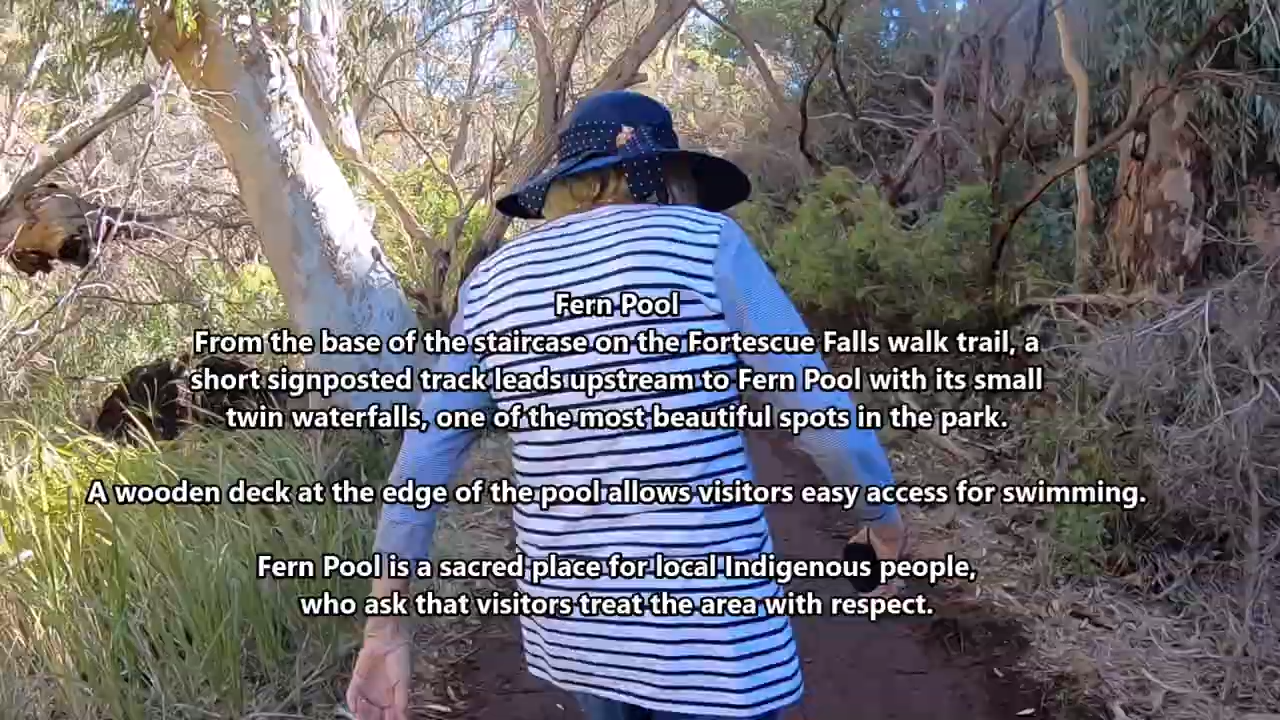 Fern Pool
From the base of the staircase on the Fortescue Falls walk trail, a
short signposted track leads upstream to Fern Pool with its small
twin waterfalls, one of the most beautiful spots in the park.
A wooden deck at the edge of the pool allows visitors easy access for swimming.
Fern Pool is a sacred place for local Indigenous people,
who ask that visitors treat the area with respect.